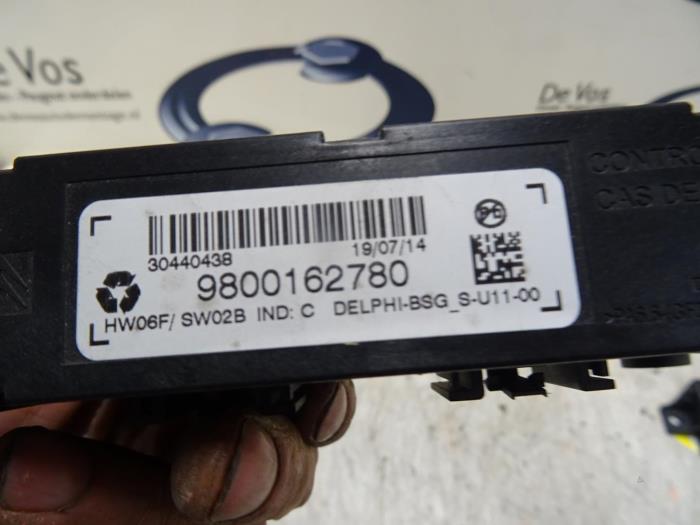 De Vos
De Vos
CONTRO
CAS DE
30440438
19/07/14
9800162780
HW06F/ SW02B IND: C DELPHI-BSG_S-U11-00